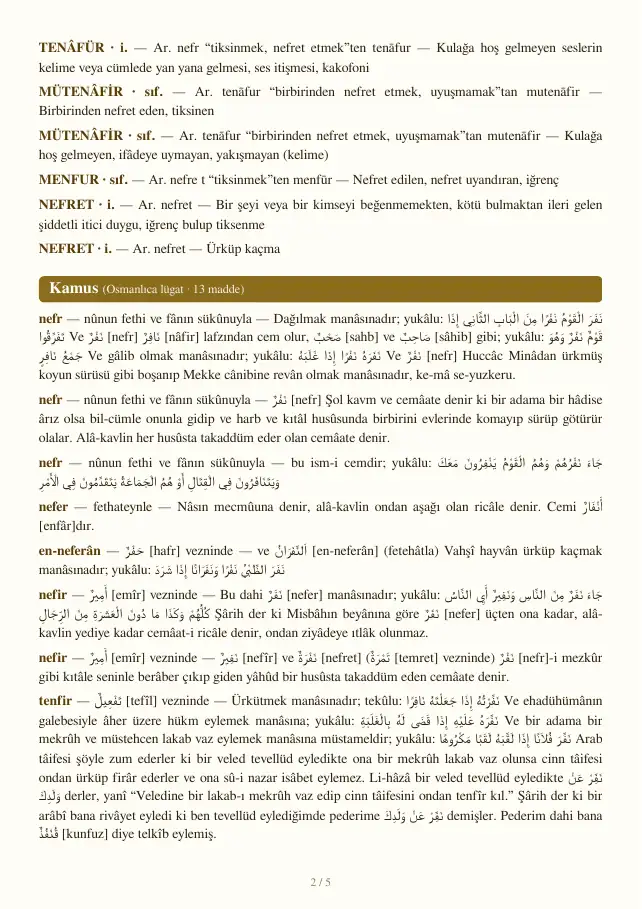 TENÂFÜR · i. — Ar. nefr “tiksinmek, nefret etmek”ten tenāfur — Kulağa hoş gelmeyen seslerin
kelime veya cümlede yan yana gelmesi, ses itişmesi, kakofoni
MÜTENÂFİR · sıf. — Ar. tenāfur “birbirinden nefret etmek, uyuşmamak”tan mutenāfir —
Birbirinden nefret eden, tiksinen
MÜTENÂFİR · sıf. — Ar. tenāfur “birbirinden nefret etmek, uyuşmamak”tan mutenāfir — Kulağa
hoş gelmeyen, ifâdeye uymayan, yakışmayan (kelime)
MENFUR · sıf. — Ar. nefre t “tiksinmek”ten menfūr — Nefret edilen, nefret uyandıran, iğrenç
NEFRET · i. — Ar. nefret — Bir şeyi veya bir kimseyi beğenmemekten, kötü bulmaktan ileri gelen
şiddetli itici duygu, iğrenç bulup tiksenme
NEFRET · i. — Ar. nefret — Ürküp kaçma
Kamus (Osmanlıca lügat · 13 madde)
nefr — nûnun fethi ve fânın sükûnuyla — Dağılmak manâsınadır; yukâlu: نَفَرَ الْقَوْمُ نَفْرًا مِنَ الْبَابِ الثَّانِي إِذَا
تَفَرَّقُوا Ve نَفْرٌ [nefr] نَافِرٌ [nâfir] lafzından cem olur, صَحْبٌ [sahb] ve صَاحِبٌ [sâhib] gibi; yukâlu: قَوْمٌ نَفْرٌ وَهُوَ
جَمْعُ نَافِرٍ Ve gâlib olmak manâsınadır; yukâlu: نَفَرَهُ نَفْرًا إِذَا غَلَبَهُ Ve نَفْرٌ [nefr] Huccâc Minâdan ürkmüş
koyun sürüsü gibi boşanıp Mekke cânibine revân olmak manâsınadır, ke-mâ se-yuzkeru.
nefr — nûnun fethi ve fânın sükûnuyla — نَفْرٌ [nefr] Şol kavm ve cemâate denir ki bir adama bir hâdise
ârız olsa bil-cümle onunla gidip ve harb ve kıtâl husûsunda birbirini evlerinde komayıp sürüp götürür
olalar. Alâ-kavlin her husûsta takaddüm eder olan cemâate denir.
nefr — nûnun fethi ve fânın sükûnuyla — bu ism-i cemdir; yukâlu: جَاءَ نَفْرُهُمْ وَهُمُ الْقَوْمُ يَنْفِرُونَ مَعَكَ
وَيَتَنَافَرُونَ فِي الْقِتَالِ أَوْ هُمُ الْجَمَاعَةُ يَتَقَدَّمُونَ فِي الْأَمْرِ
nefer — fethateynle — Nâsın mecmûuna denir, alâ-kavlin ondan aşağı olan ricâle denir. Cemi أَنْفَارٌ
[enfâr]dır.
en-neferân — حَفْرٌ [hafr] vezninde — ve اَلنَّفَرَانُ [en-neferân] (fetehâtla) Vahşî hayvân ürküp kaçmak
manâsınadır; yukâlu: نَفَرَ الظَّبْيُ نَفْرًا وَنَفَرَانًا إِذَا شَرَدَ
nefir — أَمِيرٌ [emîr] vezninde — Bu dahi نَفَرٌ [nefer] manâsınadır; yukâlu: جَاءَ نَفَرٌ مِنَ النَّاسِ وَنَفِيرٌ أَيِ النَّاسُ
كُلُّهُمْ وَكَذَا مَا دُونَ الْعَشَرَةِ مِنَ الرِّجَالِ Şârih der ki Misbâhın beyânına göre نَفَرٌ [nefer] üçten ona kadar, alâ-
kavlin yediye kadar cemâat-i ricâle denir, ondan ziyâdeye ıtlâk olunmaz.
nefir — أَمِيرٌ [emîr] vezninde — نَفِيرٌ [nefîr] ve نَفْرَةٌ [nefret] (تَمْرَةٌ [temret] vezninde) نَفْرٌ [nefr]-i mezkûr
gibi kıtâle seninle berâber çıkıp giden yâhûd bir husûsta takaddüm eden cemâate denir.
tenfir — تَفْعِيلٌ [tefîl] vezninde — Ürkütmek manâsınadır; tekûlu: نَفَّرْتُهُ إِذَا جَعَلْتَهُ نَافِرًا Ve ehadühümânın
galebesiyle âher üzere hükm eylemek manâsına; yukâlu: نَفَّرَهُ عَلَيْهِ إِذَا قَضَى لَهُ بِالْغَلَبَةِ Ve bir adama bir
mekrûh ve müstehcen lakab vaz eylemek manâsına müstameldir; yukâlu: نَفَّرَ فُلَانًا إِذَا لَقَّبَهُ لَقَبًا مَكْرُوهًا Arab
tâifesi şöyle zum ederler ki bir veled tevellüd eyledikte ona bir mekrûh lakab vaz olunsa cinn tâifesi
ondan ürküp firâr ederler ve ona sû-i nazar isâbet eylemez. Li-hâzâ bir veled tevellüd eyledikte نَفِّرْ عَنْ
وَلَدِكَ derler, yanî “Veledine bir lakab-ı mekrûh vaz edip cinn tâifesini ondan tenfîr kıl.” Şârih der ki bir
arâbî bana rivâyet eyledi ki ben tevellüd eylediğimde pederime نَفِّرْ عَنْ وَلَدِكَ demişler. Pederim dahi bana
قُنْفُذٌ [kunfuz] diye telkîb eylemiş.
2 / 5